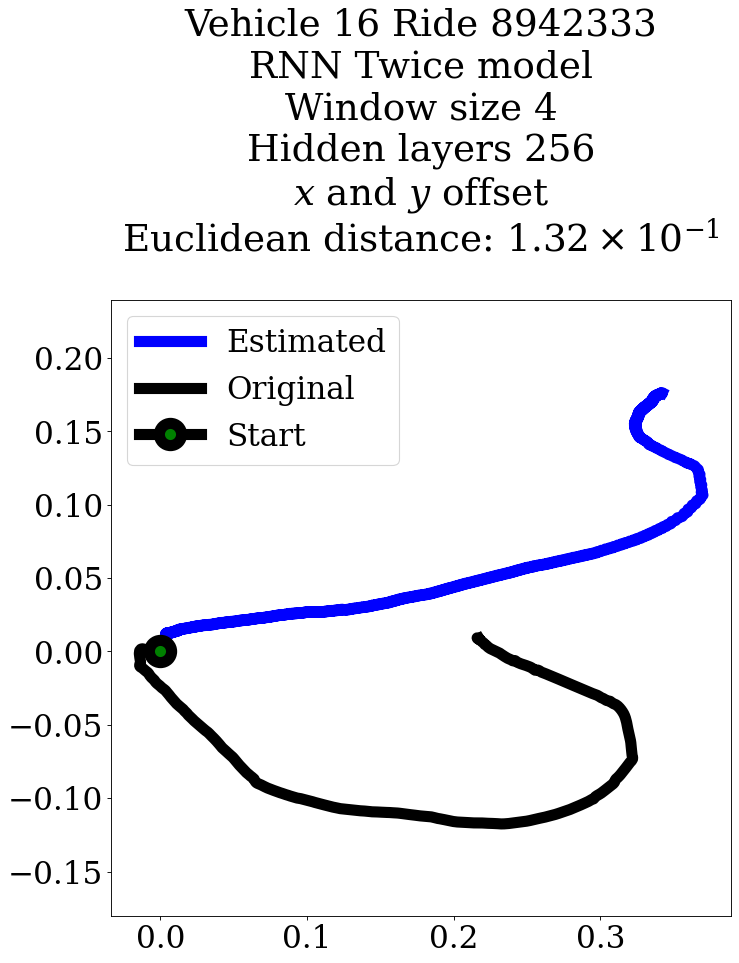 Vehicle 16 Ride 8942333
RNN Twice model
Window size 4
Hidden layers 256
x and y offset
Euclidean distance: 1.32 × 10⁻¹
Estimated
Original
Start
0.20
0.15
0.10
0.05
0.00
−0.05
−0.10
−0.15
0.0 0.1 0.2 0.3